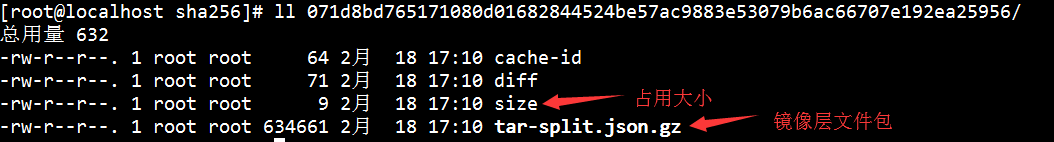 [root@localhost sha256]# ll 071d8bd765171080d01682844524be57ac9883e53079b6ac66707e192ea25956/
总用量 632
-rw-r--r--. 1 root root     64 2月  18 17:10 cache-id
-rw-r--r--. 1 root root     71 2月  18 17:10 diff
-rw-r--r--. 1 root root      9 2月  18 17:10 size 占用大小
-rw-r--r--. 1 root root 634661 2月  18 17:10 tar-split.json.gz 镜像层文件包